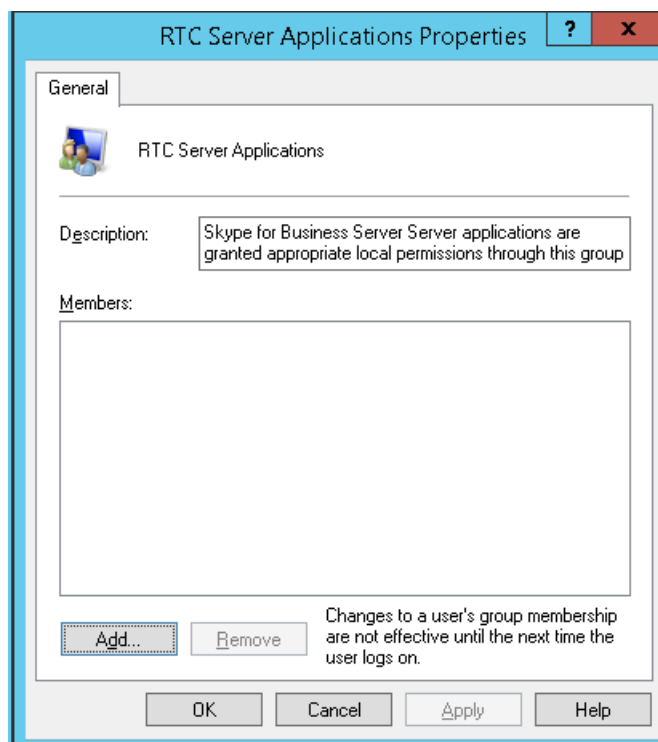 RTC Server Applications Properties
?
x
General
RTC Server Applications
Description:
Skype for Business Server Server applications are
granted appropriate local permissions through this group
Members:
Add...
Remove
Changes to a user's group membership
are not effective until the next time the
user logs on.
OK
Cancel
Apply
Help